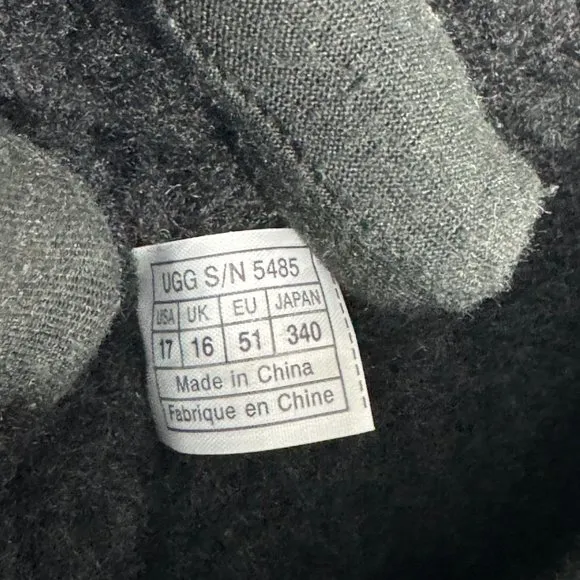 UGG S/N 5485
USA UK EU JAPAN
17 16 51 340
Made in China
Fabrique en Chine